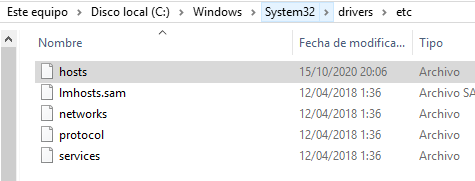 Este equipo > Disco local (C:) > Windows > System32 > drivers > etc
Nombre Fecha de modifica... Tipo
hosts 15/10/2020 20:06 Archivo
lmhosts.sam 12/04/2018 1:36 Archivo SA
networks 12/04/2018 1:36 Archivo
protocol 12/04/2018 1:36 Archivo
services 12/04/2018 1:36 Archivo